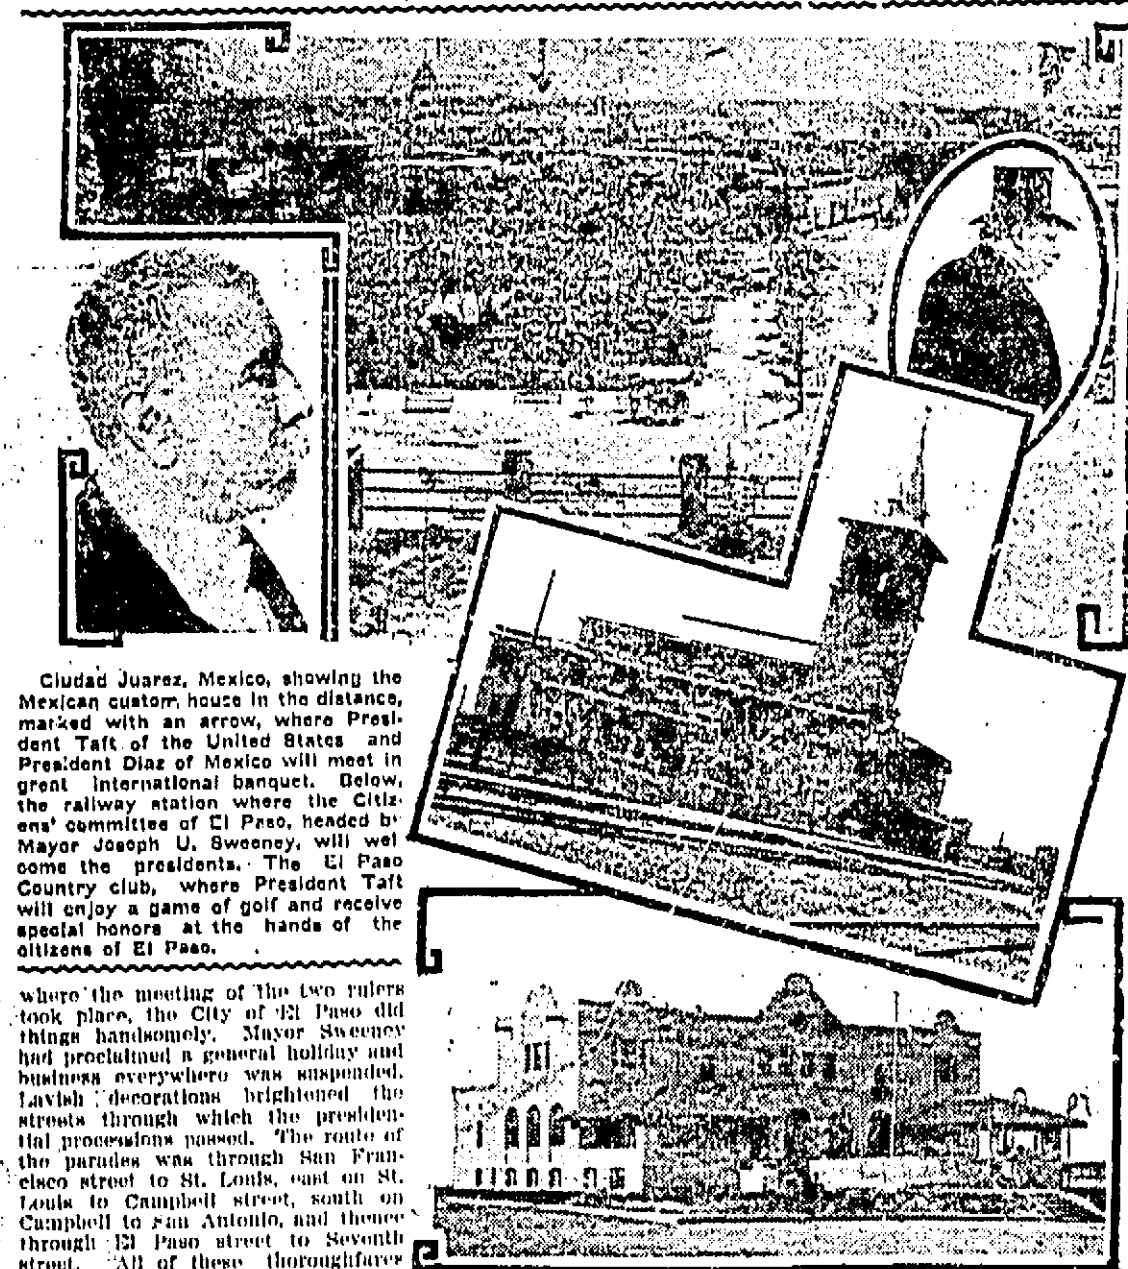 Ciudad Juarez, Mexico, showing the
Mexican custom house in the distance,
marked with an arrow, where Presi-
dent Taft of the United States and
President Diaz of Mexico will meet in
great international banquet. Below,
the railway station where the Citiz-
ens' committee of El Paso, headed by
Mayor Joseph U. Sweeney, will wel
come the presidents. The El Paso
Country club, where President Taft
will enjoy a game of golf and receive
special honors at the hands of the
citizens of El Paso.
where the meeting of the two rulers
took place, the City of El Paso did
things handsomely. Mayor Sweeney
had proclaimed a general holiday and
business everywhere was suspended.
Lavish decorations brightened the
streets through which the presiden-
tial processions passed. The route of
the parades was through San Fran-
cisco street to St. Louis, east on St.
Louis to Campbell street, south on
Campbell to San Antonio, and thence
through El Paso street to Seventh
street. All of these thoroughfares